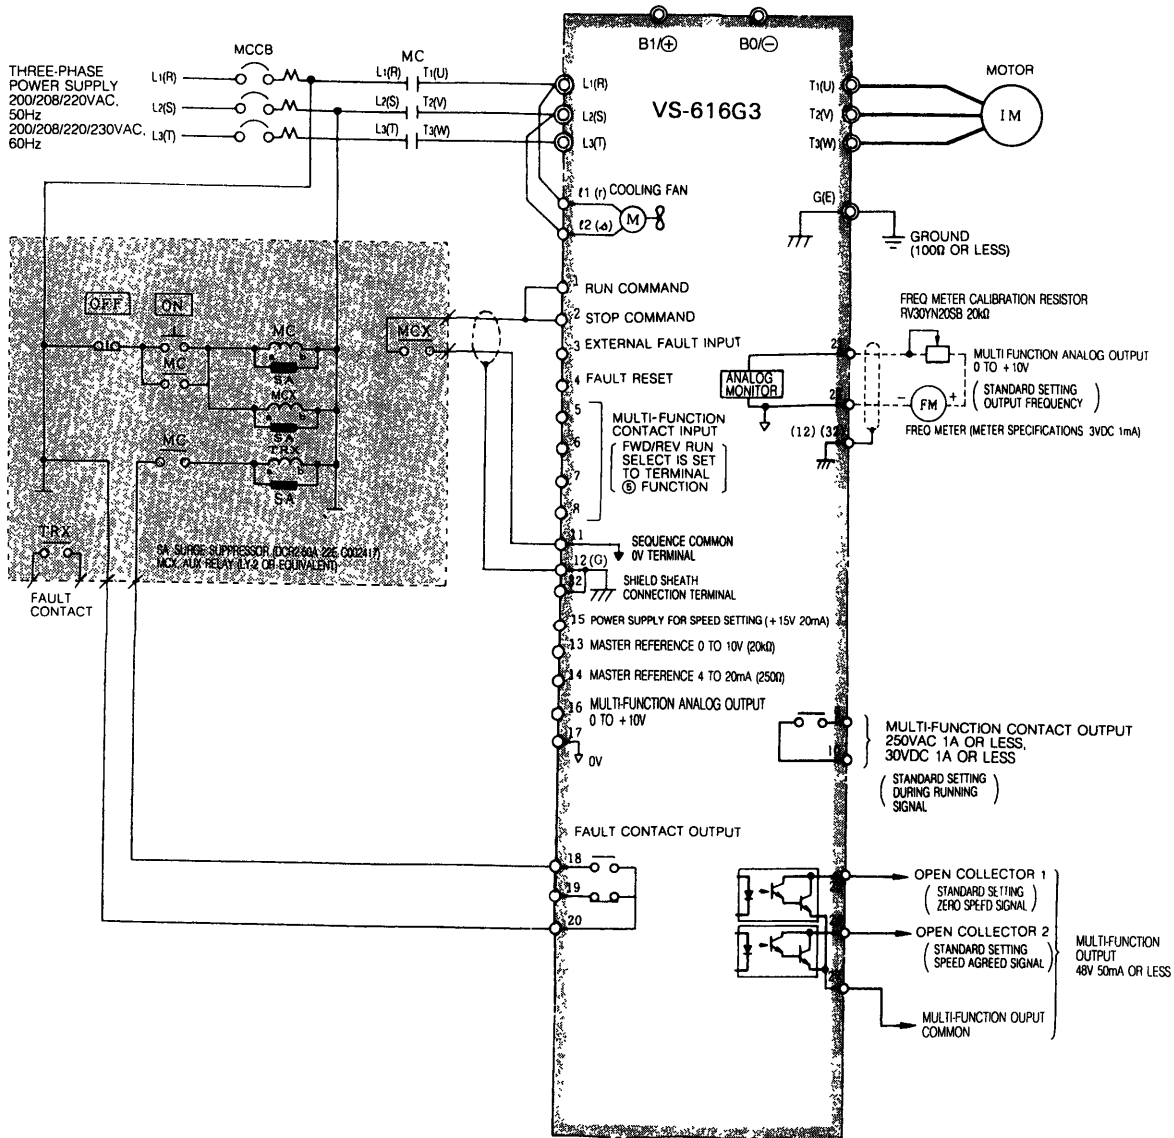 B1/⊕
B0/⊖
MCCB
MC
THREE-PHASE
POWER SUPPLY
200/208/220VAC,
50Hz
200/208/220/230VAC,
60Hz
L1(R)
L2(S)
L3(T)
L1(R)
T1(U)
L2(S)
T2(V)
L3(T)
T3(W)
L1(R)
L2(S)
L3(T)
VS-616G3
T1(U)
T2(V)
T3(W)
MOTOR
IM
ℓ1 (r) COOLING FAN
ℓ2
M
G(E)
GROUND
(100Ω OR LESS)
OFF
ON
MC
MC
SA
MCX
SA
MC
TRX
SA
MCX
TRX
SA SURGE SUPPRESSOR
MCX AUX RELAY (LY-2 OR EQUIVALENT)
FAULT
CONTACT
1
RUN COMMAND
2
STOP COMMAND
3 EXTERNAL FAULT INPUT
4 FAULT RESET
5
6
7
8
MULTI-FUNCTION
CONTACT INPUT
FWD/REV RUN
SELECT IS SET
TO TERMINAL
⑤ FUNCTION
11
SEQUENCE COMMON
0V TERMINAL
12 (G)
32
SHIELD SHEATH
CONNECTION TERMINAL
15 POWER SUPPLY FOR SPEED SETTING (+15V 20mA)
13 MASTER REFERENCE 0 TO 10V (20kΩ)
14 MASTER REFERENCE 4 TO 20mA (250Ω)
16 MULTI-FUNCTION ANALOG OUTPUT
0 TO +10V
17
0V
FREQ METER CALIBRATION RESISTOR
RV30YN20SB 20kΩ
MULTI FUNCTION ANALOG OUTPUT
0 TO +10V
(STANDARD SETTING
OUTPUT FREQUENCY)
ANALOG
MONITOR
− FM +
(12) (32)
FREQ METER (METER SPECIFICATIONS 3VDC 1mA)
MULTI-FUNCTION CONTACT OUTPUT
250VAC 1A OR LESS,
30VDC 1A OR LESS
(STANDARD SETTING
DURING RUNNING
SIGNAL)
FAULT CONTACT OUTPUT
18
19
20
OPEN COLLECTOR 1
(STANDARD SETTING
ZERO SPEFD SIGNAL)
OPEN COLLECTOR 2
(STANDARD SETTING
SPEED AGREED SIGNAL)
MULTI-FUNCTION
OUTPUT
48V 50mA OR LESS
MULTI-FUNCTION OUPUT
COMMON